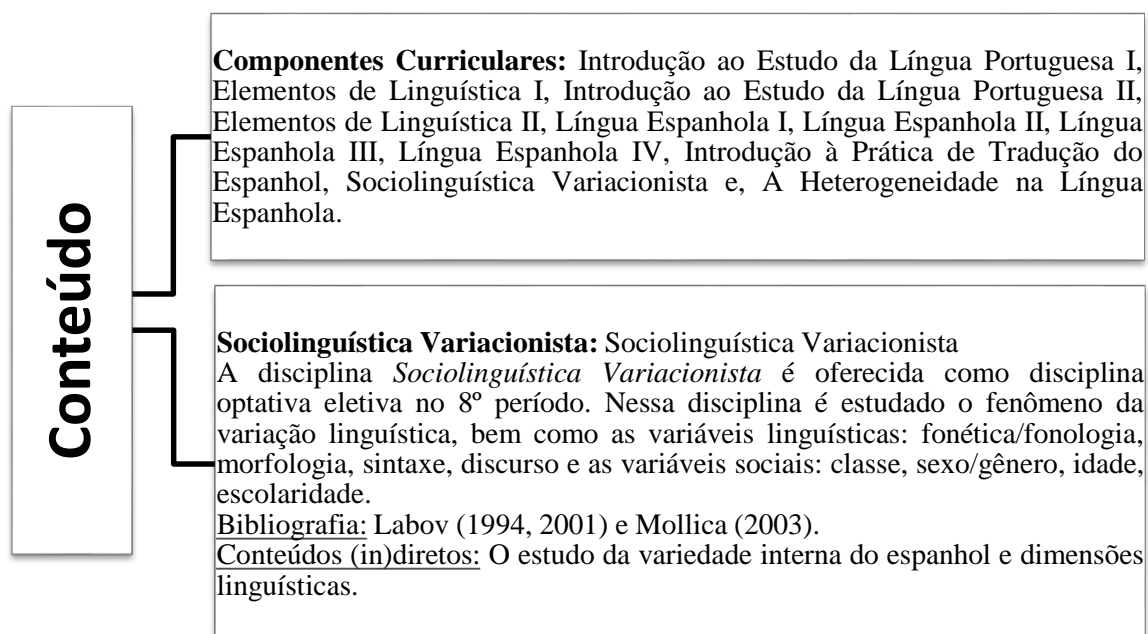 Conteúdo
Componentes Curriculares: Introdução ao Estudo da Língua Portuguesa I,
Elementos de Linguística I, Introdução ao Estudo da Língua Portuguesa II,
Elementos de Linguística II, Língua Espanhola I, Língua Espanhola II, Língua
Espanhola III, Língua Espanhola IV, Introdução à Prática de Tradução do
Espanhol, Sociolinguística Variacionista e, A Heterogeneidade na Língua
Espanhola.
Sociolinguística Variacionista: Sociolinguística Variacionista
A disciplina Sociolinguística Variacionista é oferecida como disciplina
optativa eletiva no 8º período. Nessa disciplina é estudado o fenômeno da
variação linguística, bem como as variáveis linguísticas: fonética/fonologia,
morfologia, sintaxe, discurso e as variáveis sociais: classe, sexo/gênero, idade,
escolaridade.
Bibliografia: Labov (1994, 2001) e Mollica (2003).
Conteúdos (in)diretos: O estudo da variedade interna do espanhol e dimensões
linguísticas.